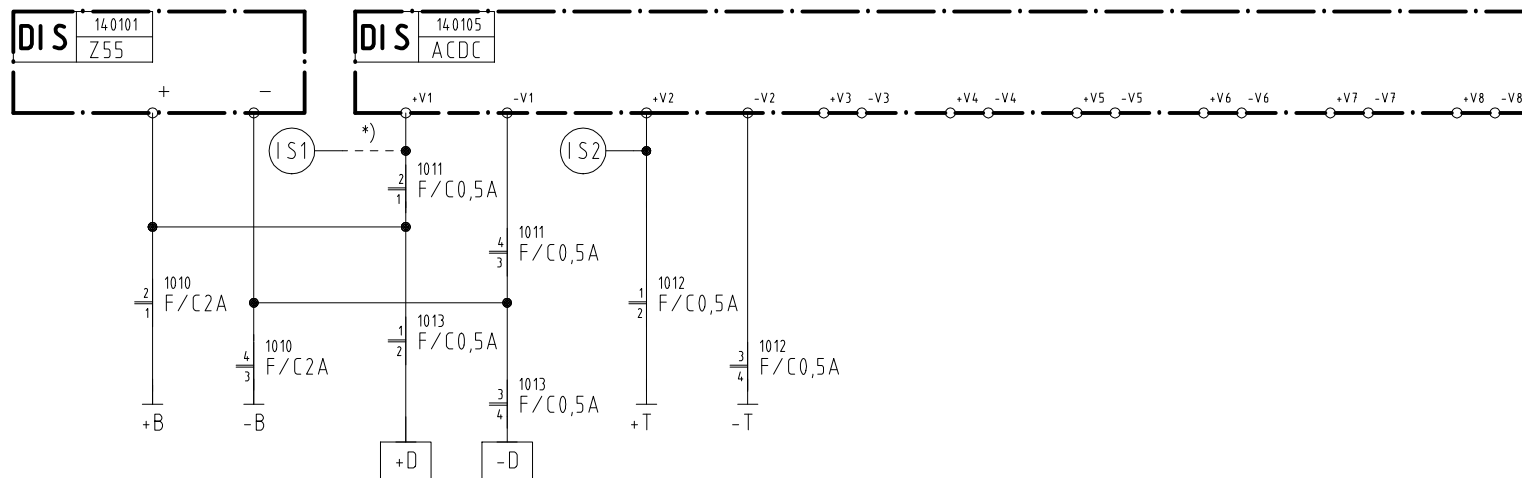 DIS 140101 DIS 140105
Z55 ACDC
+ −
+V1 -V1 +V2 -V2 +V3 -V3 +V4 -V4 +V5 -V5 +V6 -V6 +V7 -V7 +V8 -V8
*)
IS1 IS2
1011
2
F/C0,5A
1
1011
4
F/C0,5A
3
1010
2
F/C2A
1
1012
1
F/C0,5A
2
1013
1
F/C0,5A
2
1010
4
F/C2A
3
1012
3
F/C0,5A
4
1013
3
F/C0,5A
4
+B -B +T -T
+D -D